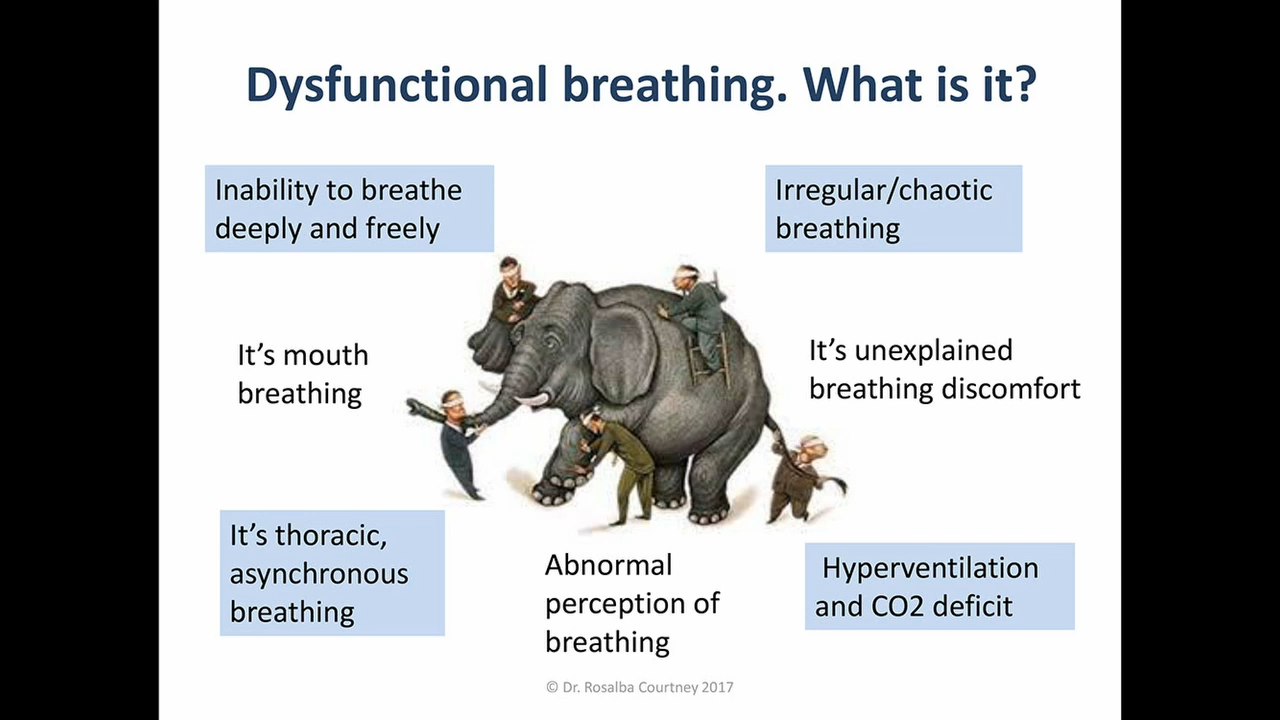 Dysfunctional breathing. What is it?
Inability to breathe
deeply and freely
Irregular/chaotic
breathing
It's mouth
breathing
It's unexplained
breathing discomfort
It's thoracic,
asynchronous
breathing
Abnormal
perception of
breathing
Hyperventilation
and CO2 deficit
© Dr. Rosalba Courtney 2017